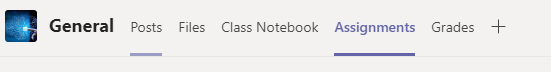 General Posts Files Class Notebook Assignments Grades +